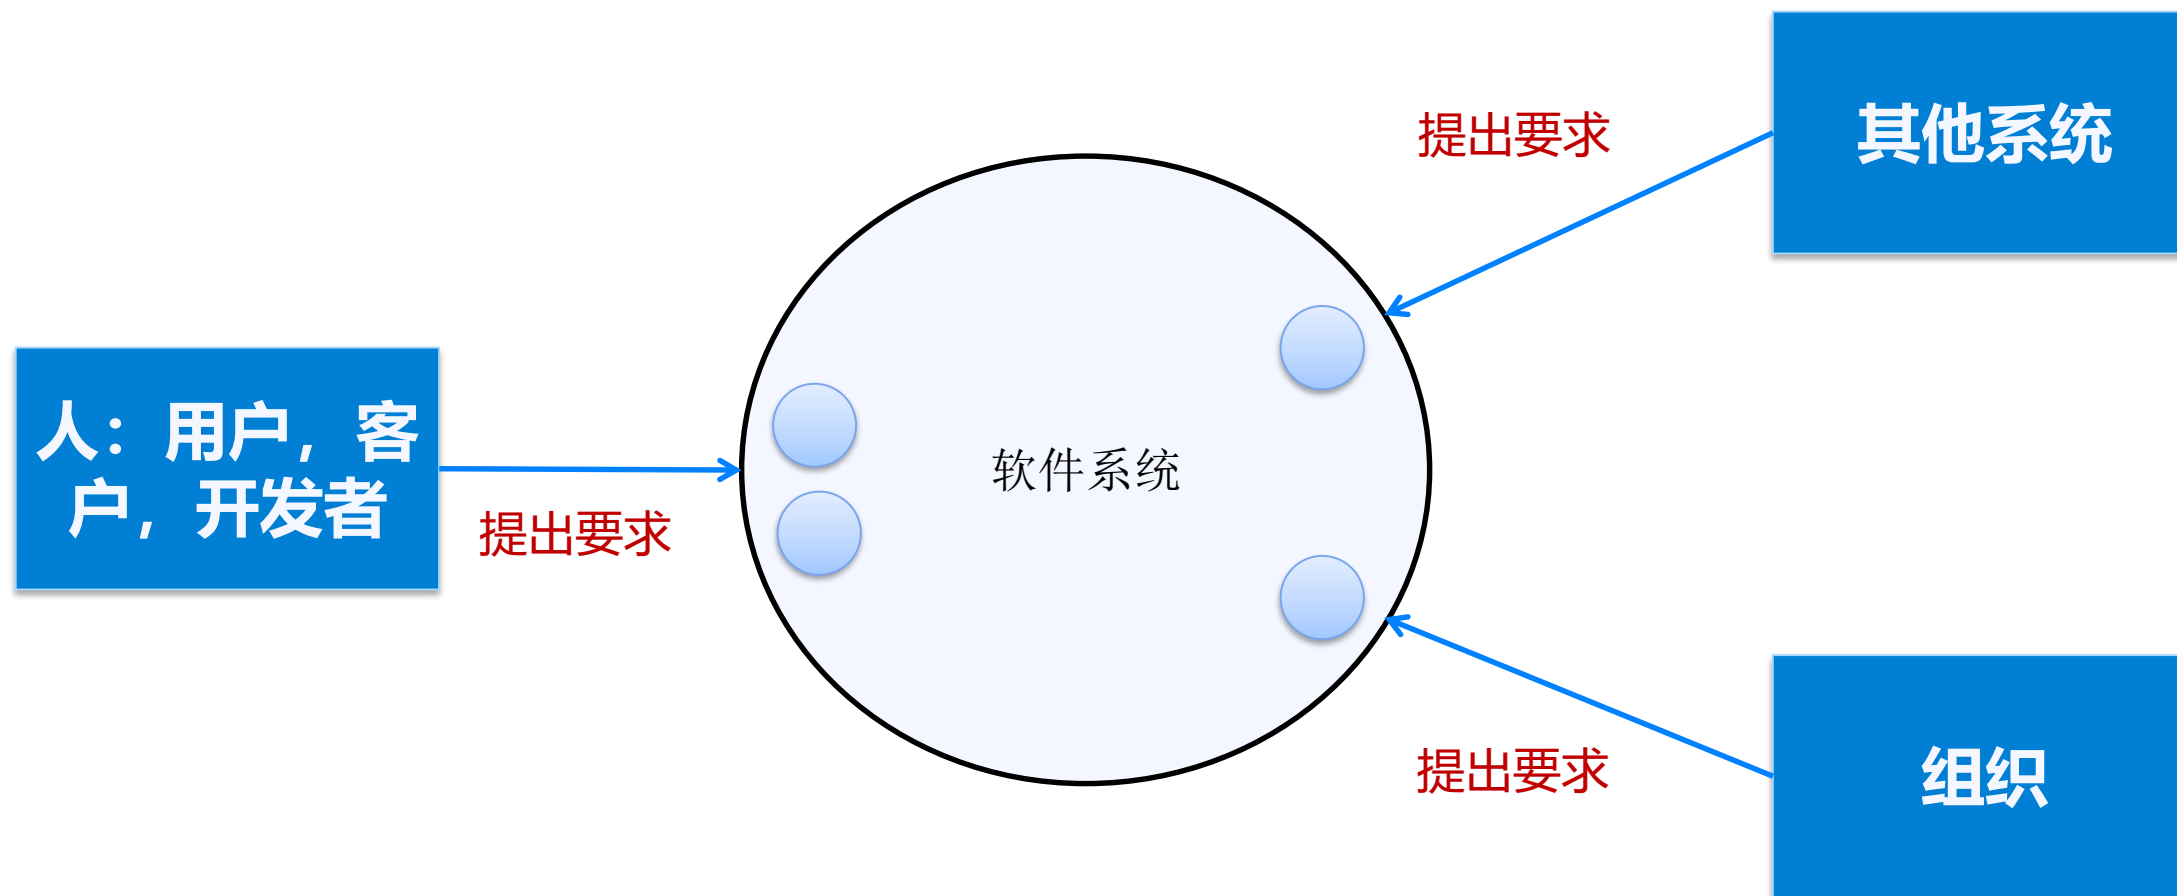 其他系统
提出要求
人：用户，客
户，开发者
软件系统
提出要求
提出要求
组织